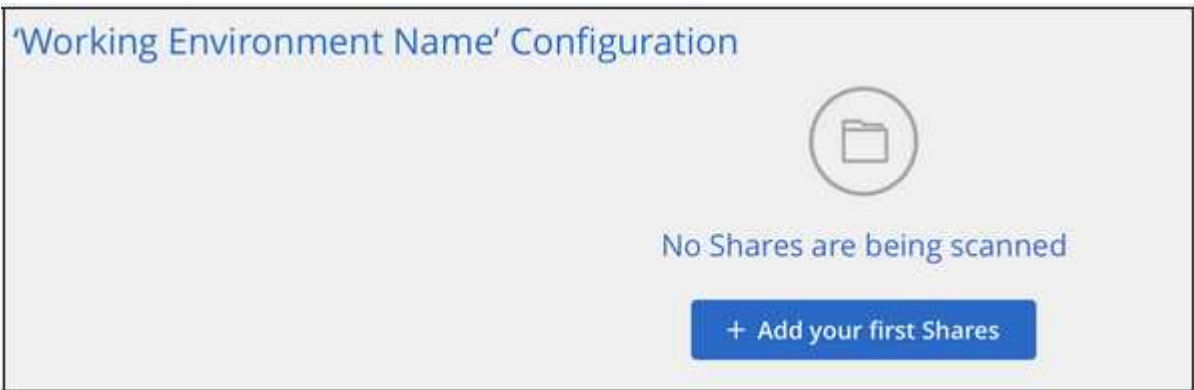 ‘Working Environment Name’ Configuration
No Shares are being scanned
+ Add your first Shares